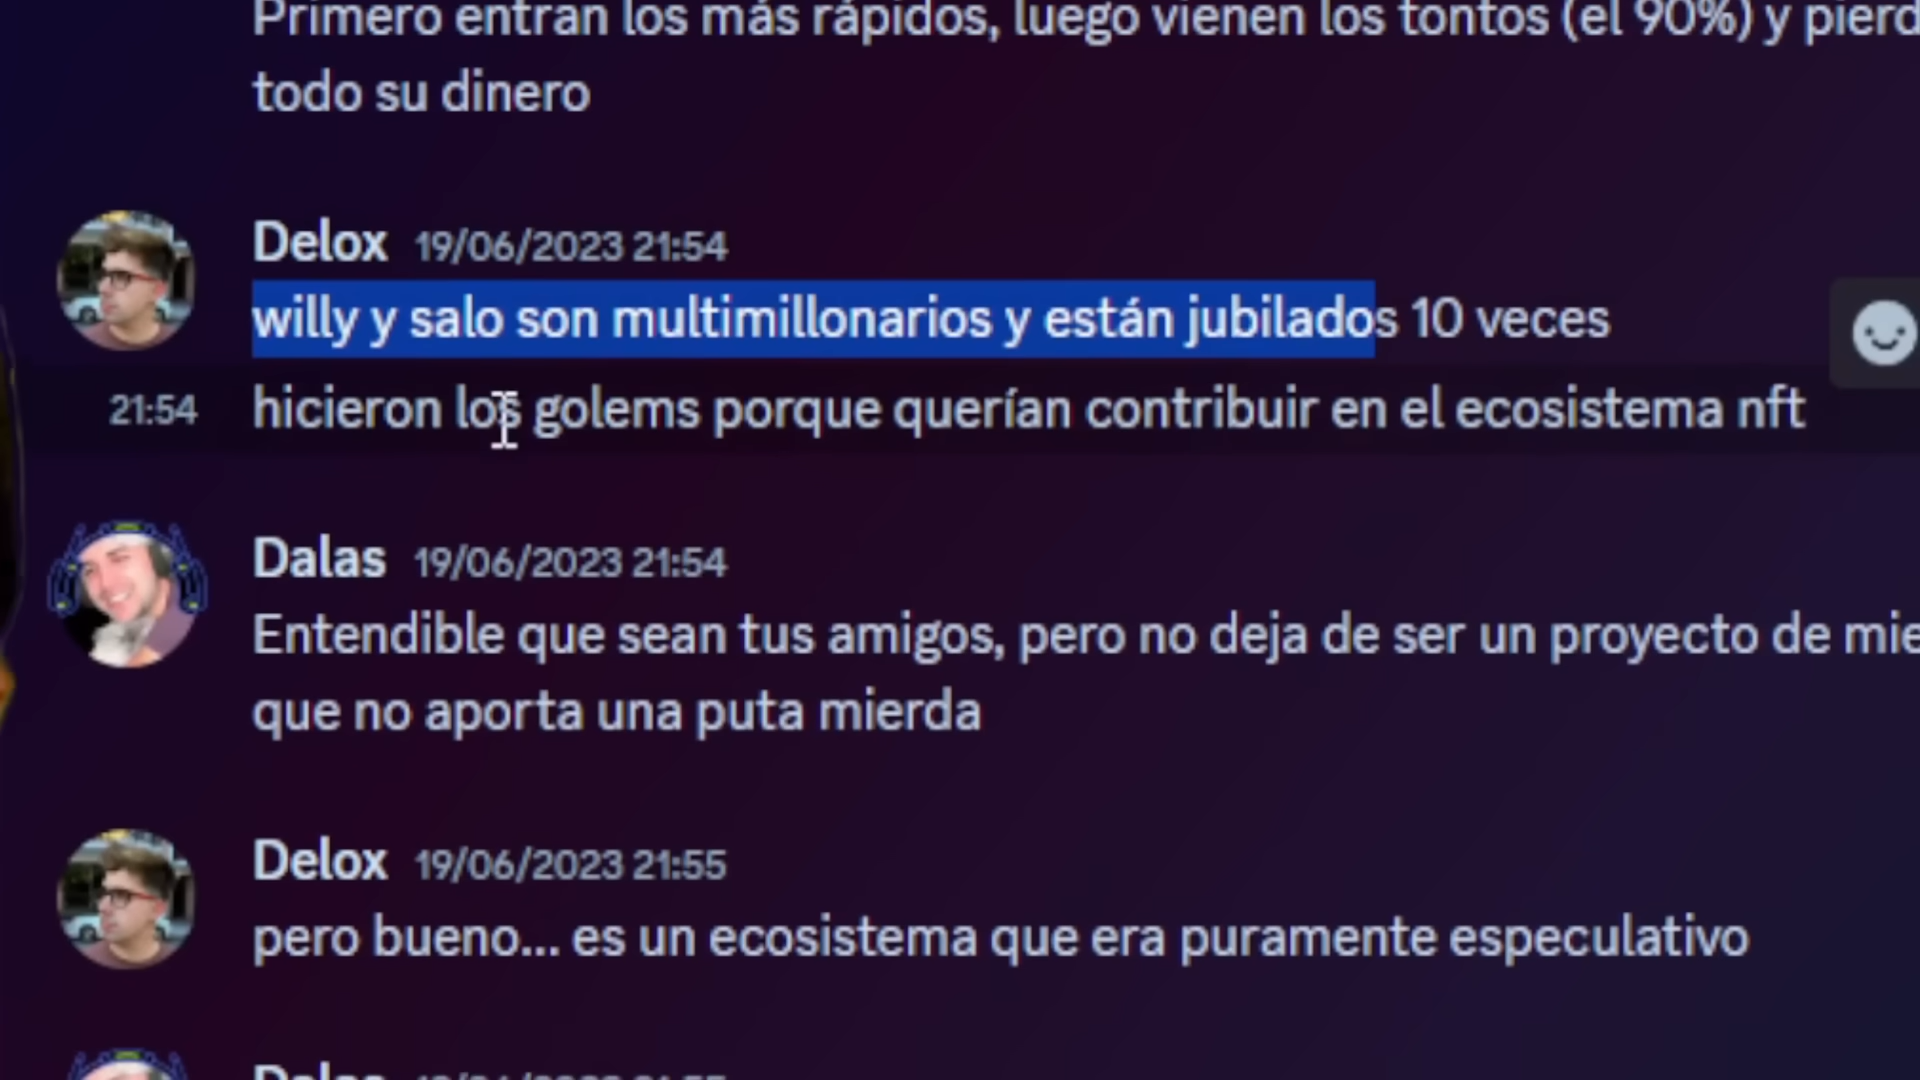 Primero entran los más rápidos, luego vienen los tontos (el 90%) y pierd
todo su dinero
Delox 19/06/2023 21:54
willy y salo son multimillonarios y están jubilados 10 veces
21:54 hicieron los golems porque querían contribuir en el ecosistema nft
Dalas 19/06/2023 21:54
Entendible que sean tus amigos, pero no deja de ser un proyecto de mie
que no aporta una puta mierda
Delox 19/06/2023 21:55
pero bueno... es un ecosistema que era puramente especulativo